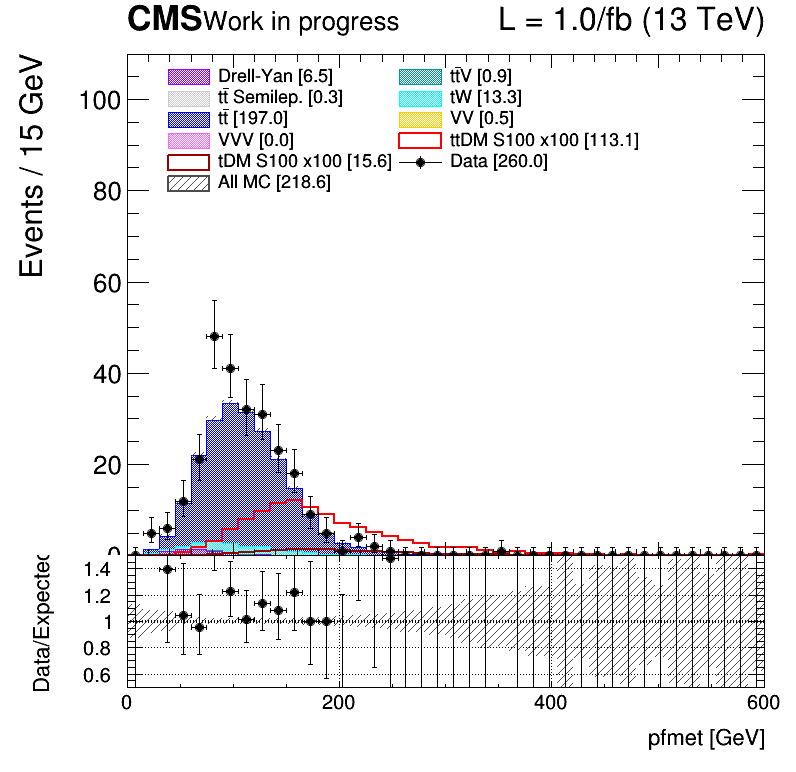 CMS Work in progress L = 1.0/fb (13 TeV)
Events / 15 GeV
Drell-Yan [6.5] tt̄V [0.9]
tt̄ Semilep. [0.3] tW [13.3]
tt̄ [197.0] VV [0.5]
VVV [0.0] ttDM S100 x100 [113.1]
tDM S100 x100 [15.6] Data [260.0]
All MC [218.6]
100
80
60
40
20
0
Data/Expected
1.4
1.2
1
0.8
0.6
0 200 400 600
pfmet [GeV]